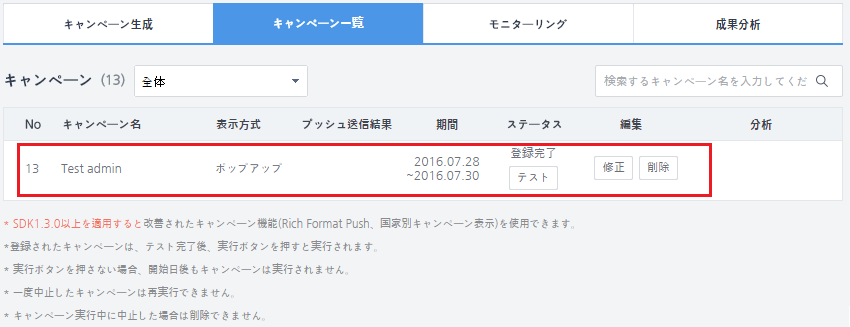 キャンペーン生成 キャンペーン一覧 モニターリング 成果分析
キャンペーン (13) 全体 検索するキャンペーン名を入力してくだ
No キャンペーン名 表示方式 プッシュ送信結果 期間 ステータス 編集 分析
13 Test admin ポップアップ 2016.07.28 ~2016.07.30 登録完了 テスト 修正 削除
* SDK1.3.0以上を適用すると改善されたキャンペーン機能(Rich Format Push、国家別キャンペーン表示)を使用できます。
*登録されたキャンペーンは、テスト完了後、実行ボタンを押すと実行されます。
* 実行ボタンを押さない場合、開始日後もキャンペーンは実行されません。
* 一度中止したキャンペーンは再実行できません。
* キャンペーン実行中に中止した場合は削除できません。